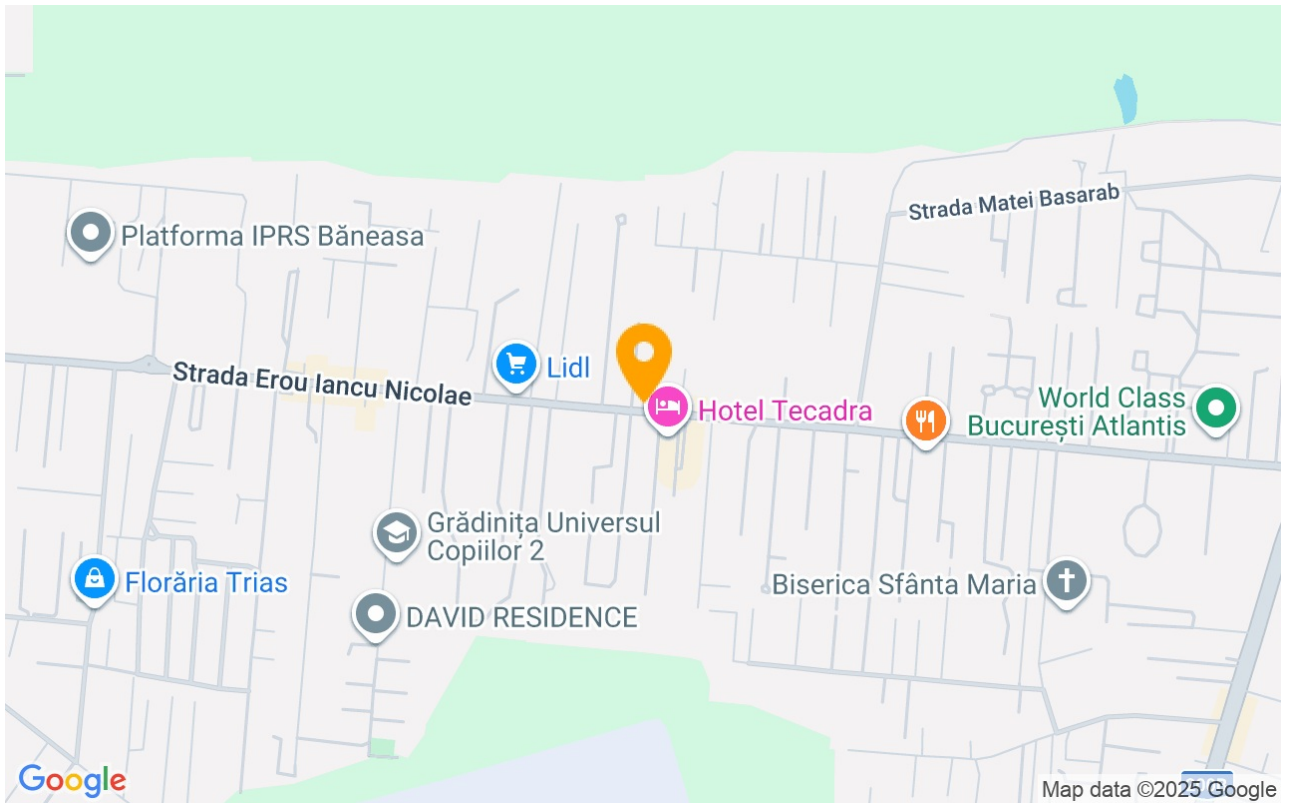 Strada Matei Basarab
Platforma IPRS Băneasa
Strada Erou Iancu Nicolae
Lidl
Hotel Tecadra
World Class
București Atlantis
Grădinița Universul
Copiilor 2
Florăria Trias
Biserica Sfânta Maria
DAVID RESIDENCE
Google
Map data ©2025 Google